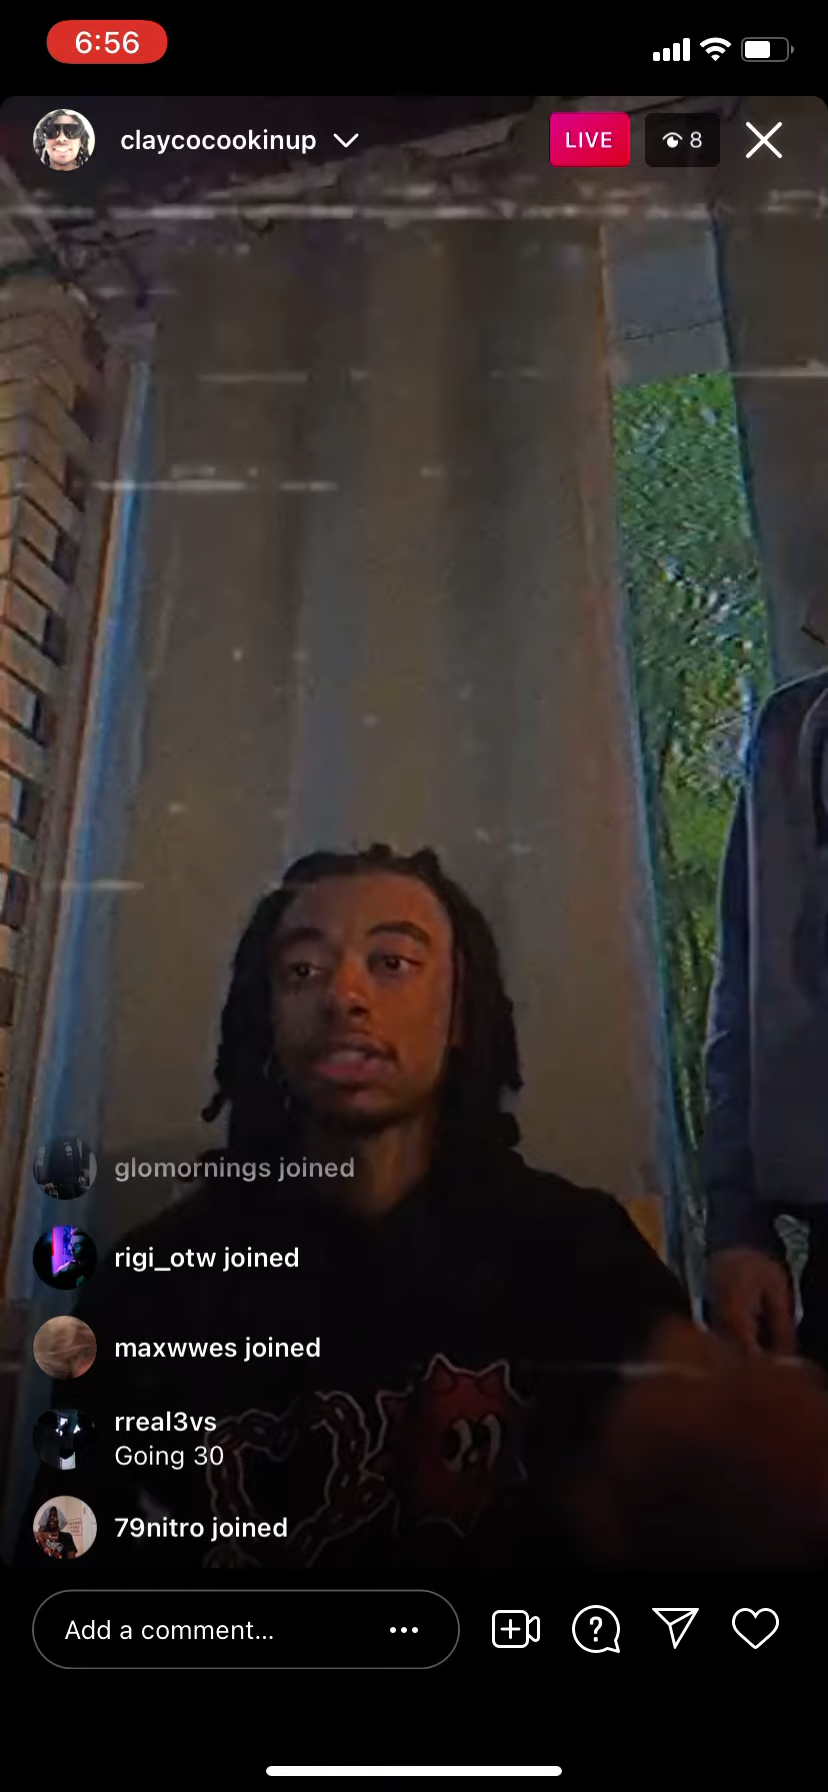 6:56
claycocookinup
LIVE
8
glomornings joined
rigi_otw joined
maxwwes joined
rreal3vs
Going 30
79nitro joined
Add a comment...